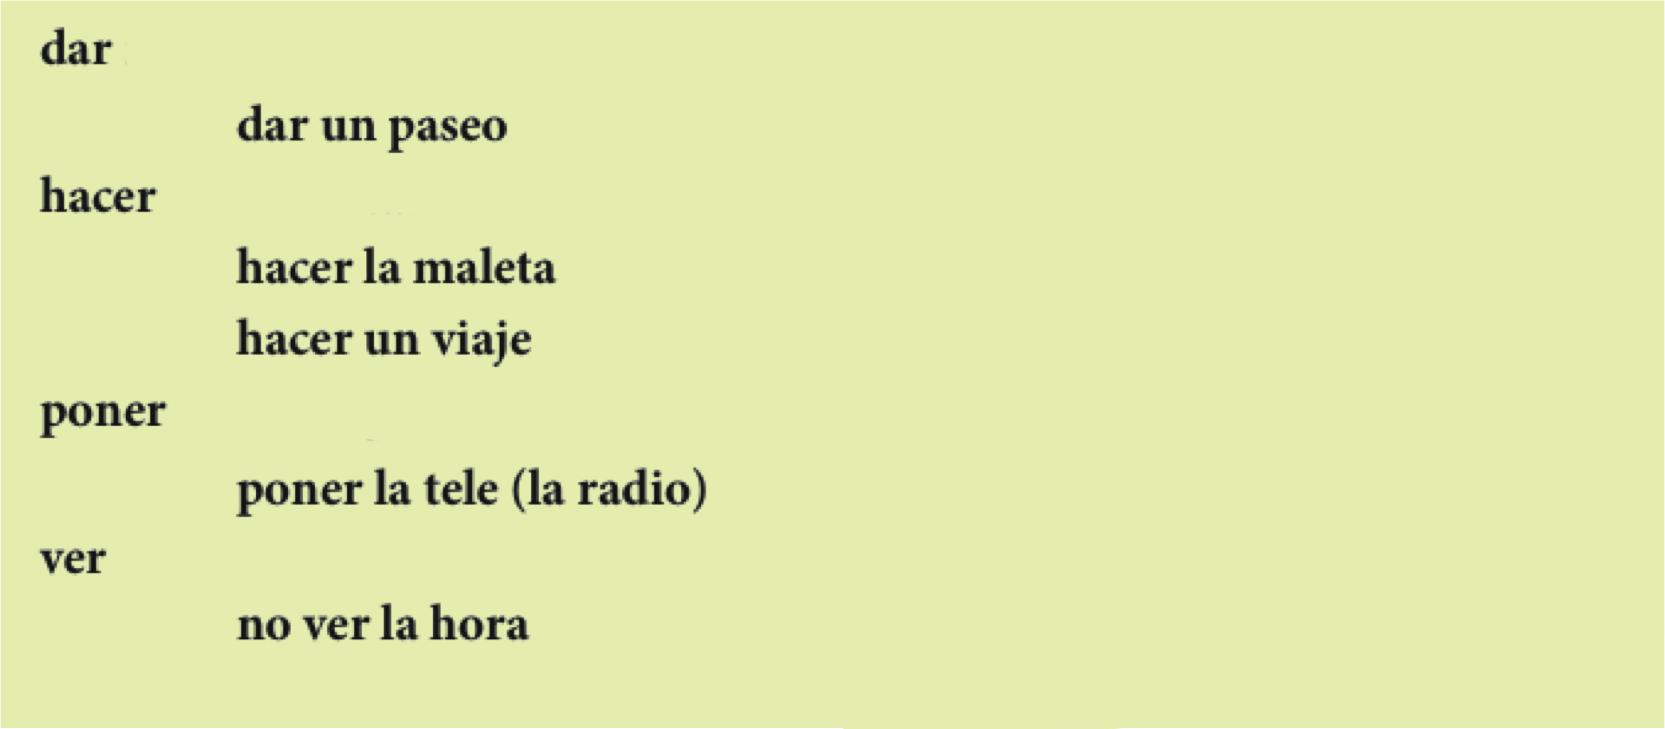 dar
dar un paseo
hacer
hacer la maleta
hacer un viaje
poner
poner la tele (la radio)
ver
no ver la hora